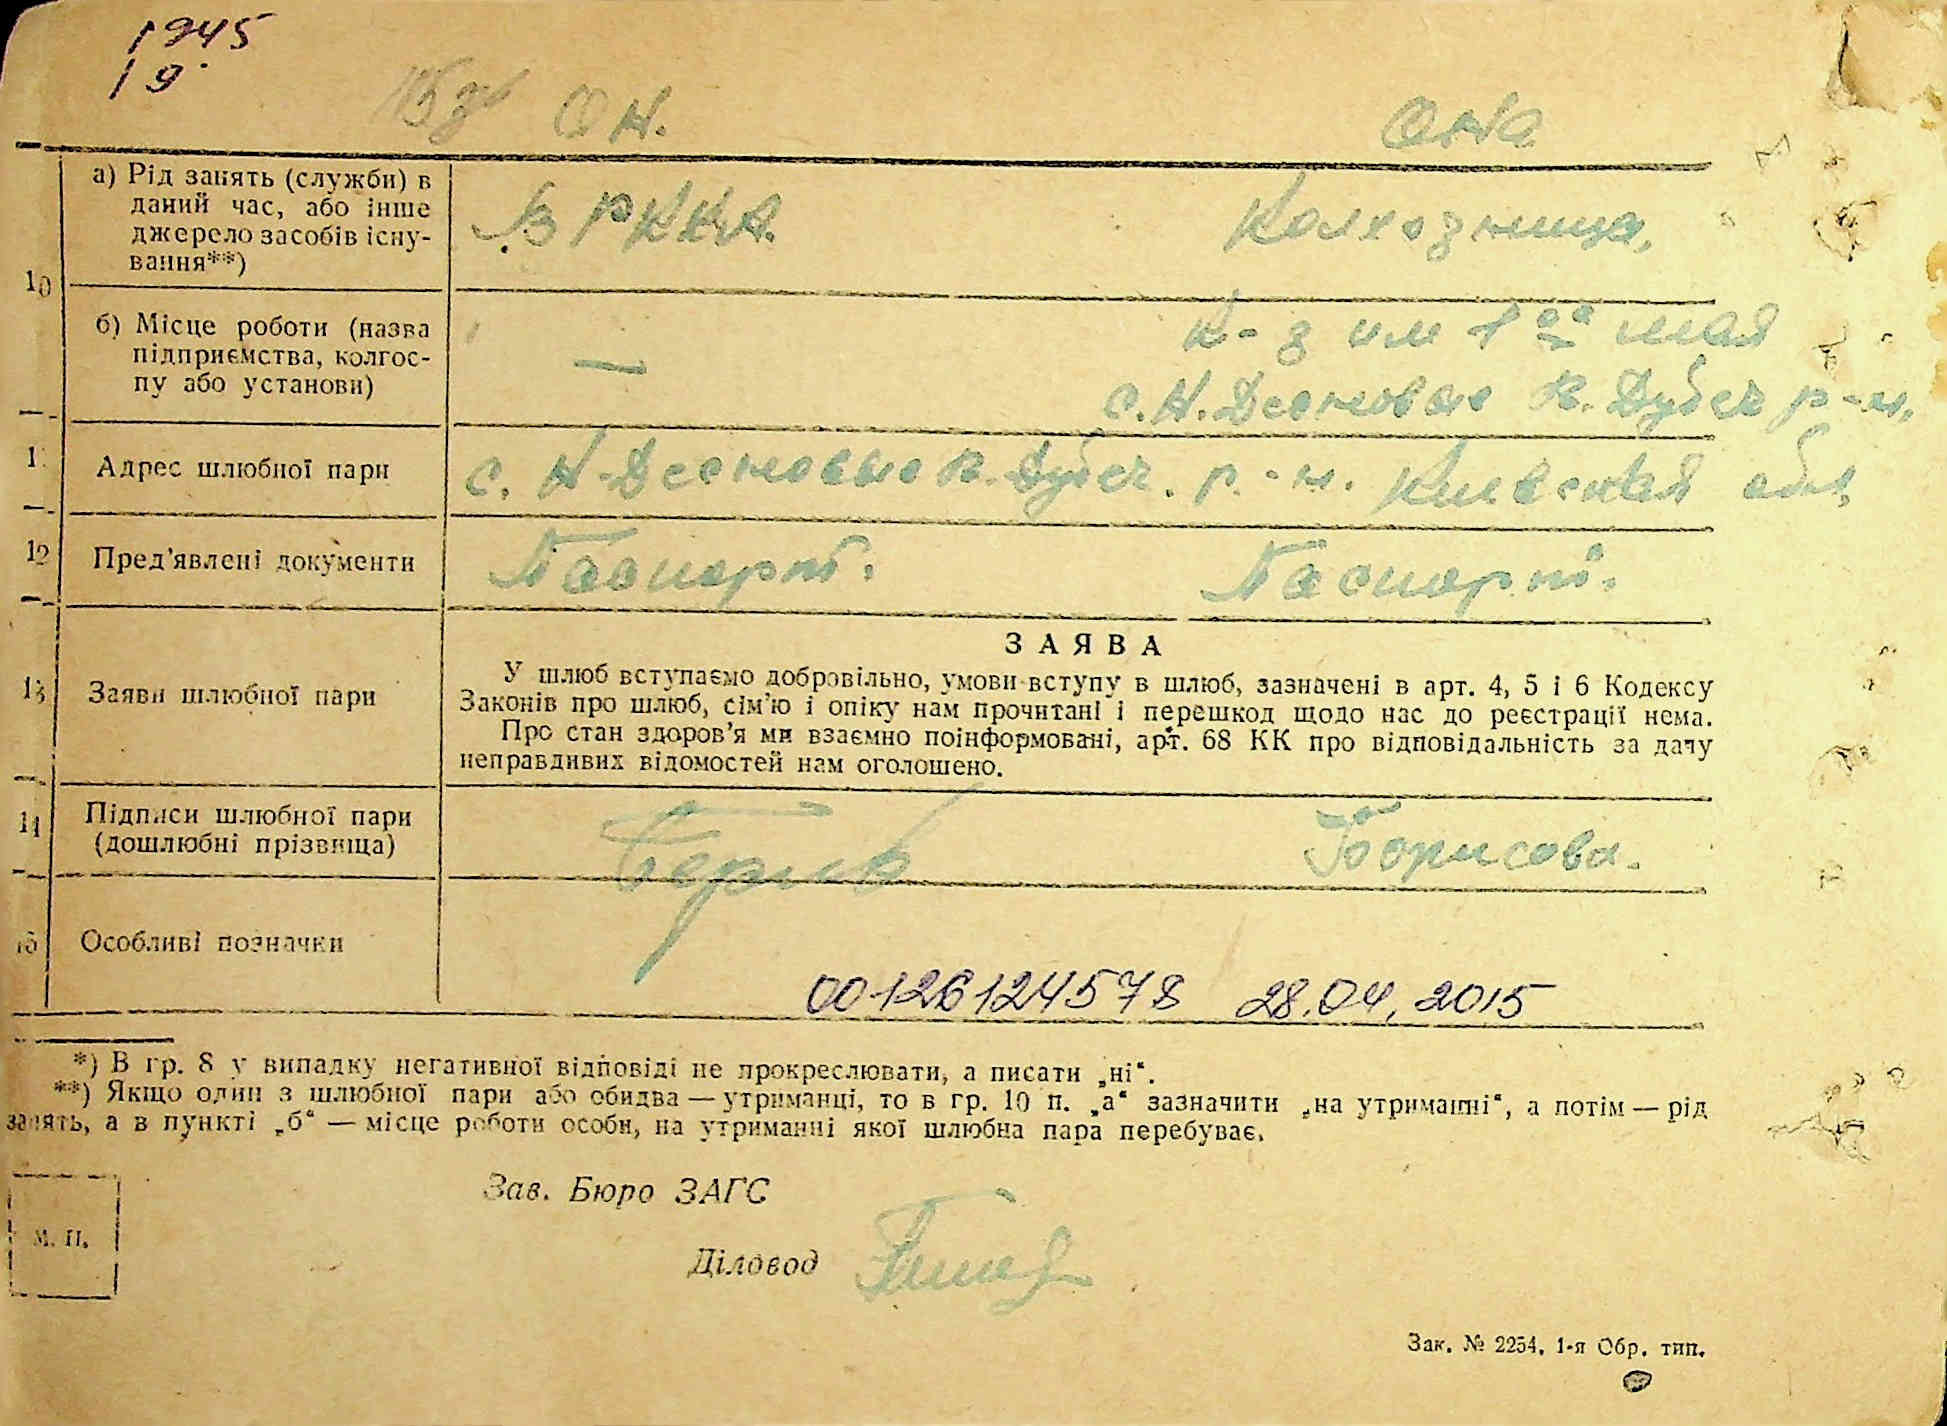 1945
19
Он. Она
а) Рід занять (служби) в
даний час, або інше
джерело засобів існу-
вання**)
10
В РККА. Колхозница.
б) Місце роботи (назва
підприємства, колгос-
пу або установи)
— к-з им 1го мая
с. Н. Десновые В. Дубеч р-н.
11 Адрес шлюбної пари с. Н-Десновые В. Дубеч. р.-н. Киевская обл.
12 Пред'явлені документи Паспорт. Паспорт.
ЗАЯВА
13 Заяви шлюбної пари
У шлюб вступаємо добровільно, умови вступу в шлюб, зазначені в арт. 4, 5 і 6 Кодексу
Законів про шлюб, сім'ю і опіку нам прочитані і перешкод щодо нас до реєстрації нема.
Про стан здоров'я ми взаємно поінформовані, арт. 68 КК про відповідальність за дачу
неправдивих відомостей нам оголошено.
14 Підписи шлюбної пари
(дошлюбні прізвища)
Борисова.
15 Особливі позначки
00126124578 28.04.2015
*) В гр. 8 у випадку негативної відповіді не прокреслювати, а писати „ні“.
**) Якщо один з шлюбної пари або обидва — утриманці, то в гр. 10 п. „а“ зазначити „на утриманні“, а потім — рід
занять, а в пункті „б“ — місце роботи особи, на утриманні якої шлюбна пара перебуває.
Зав. Бюро ЗАГС
М. П.
Діловод
Зак. № 2254. 1-я Обр. тип.